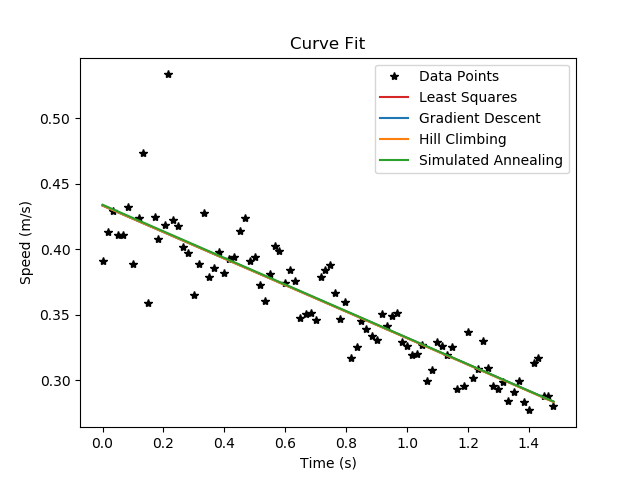 Curve Fit
Data Points
Least Squares
Gradient Descent
Hill Climbing
Simulated Annealing
Speed (m/s)
0.50
0.45
0.40
0.35
0.30
0.0 0.2 0.4 0.6 0.8 1.0 1.2 1.4
Time (s)